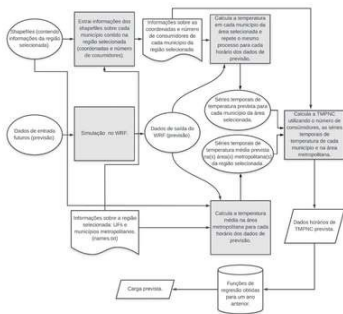 Shapefiles (contendo
informações da região
selecionada)
Extrair informações dos
shapefiles sobre cada
município contido na
região selecionada
(coordenadas e número
de cosumidores)
Informações sobre as
coordenadas e número
de consumidores de cada
município da região
selecionada
Calcula a temperatura
em cada município da
área selecionada e
repete o mesmo
processo para cada
horário dos dados de
previsão.
Dados de entrada
futuros (previsão)
Simulação no WRF.
Dados de saída do
WRF (previsão)
Séries temporais de
temperatura prevista para
cada município da área
selecionada.
Séries temporais de
temperatura média prevista
na(s) área(s) metropolitana(s)
da região selecionada.
Calcula a TMPNC
utilizando o número de
consumidores, as séries
temporais de
temperatura de cada
município e na área
metropolitana.
Informações sobre a região
selecionada: UFs e
municípios metropolitanos.
Calcula a temperatura
média na área
metropolitana para cada
horário dos dados de
previsão.
Dados horários de
TMPNC prevista.
Carga prevista.
Funções de
regressão obtidas
para um ano
anterior.